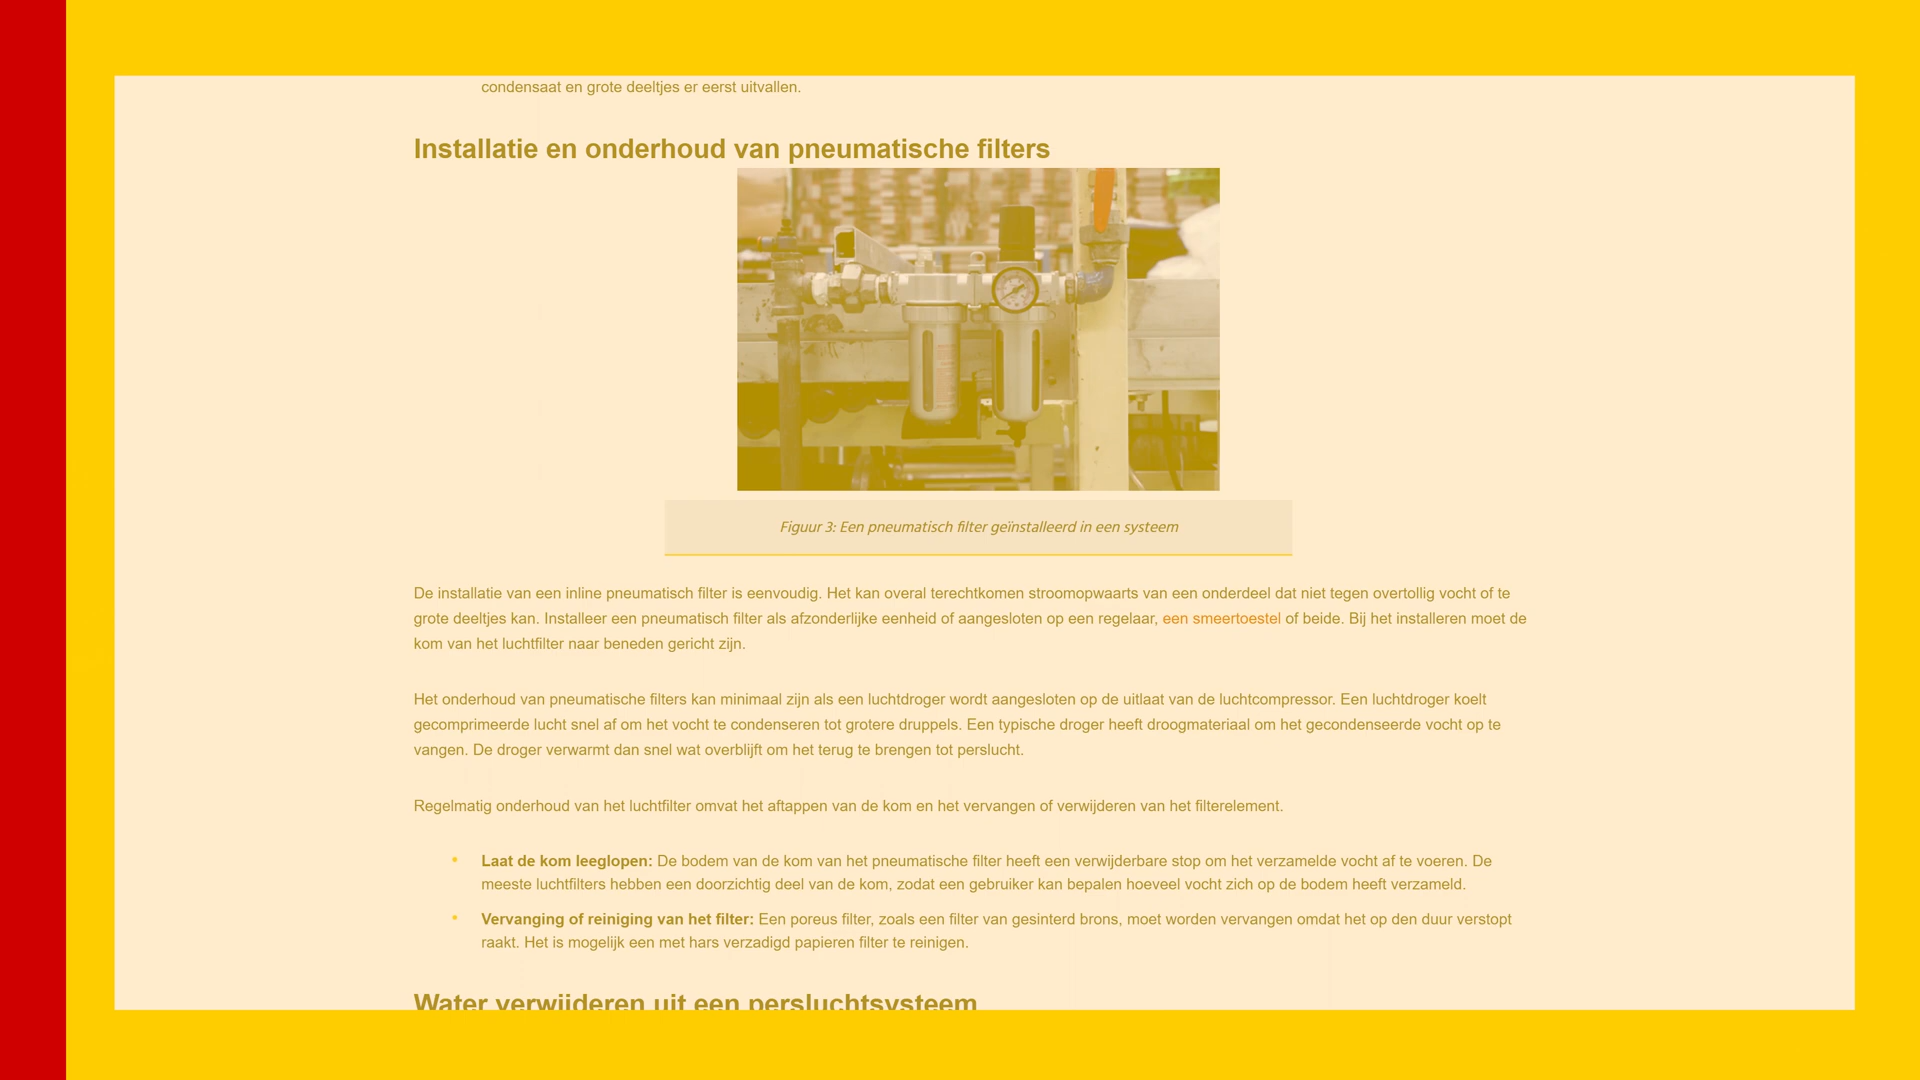 condensaat en grote deeltjes er eerst uitvallen.
Installatie en onderhoud van pneumatische filters
Figuur 3: Een pneumatisch filter geïnstalleerd in een systeem
De installatie van een inline pneumatisch filter is eenvoudig. Het kan overal terechtkomen stroomopwaarts van een onderdeel dat niet tegen overtollig vocht of te
grote deeltjes kan. Installeer een pneumatisch filter als afzonderlijke eenheid of aangesloten op een regelaar, een smeertoestel of beide. Bij het installeren moet de
kom van het luchtfilter naar beneden gericht zijn.
Het onderhoud van pneumatische filters kan minimaal zijn als een luchtdroger wordt aangesloten op de uitlaat van de luchtcompressor. Een luchtdroger koelt
gecomprimeerde lucht snel af om het vocht te condenseren tot grotere druppels. Een typische droger heeft droogmateriaal om het gecondenseerde vocht op te
vangen. De droger verwarmt dan snel wat overblijft om het terug te brengen tot perslucht.
Regelmatig onderhoud van het luchtfilter omvat het aftappen van de kom en het vervangen of verwijderen van het filterelement.
• Laat de kom leeglopen: De bodem van de kom van het pneumatische filter heeft een verwijderbare stop om het verzamelde vocht af te voeren. De
meeste luchtfilters hebben een doorzichtig deel van de kom, zodat een gebruiker kan bepalen hoeveel vocht zich op de bodem heeft verzameld.
• Vervanging of reiniging van het filter: Een poreus filter, zoals een filter van gesinterd brons, moet worden vervangen omdat het op den duur verstopt
raakt. Het is mogelijk een met hars verzadigd papieren filter te reinigen.
Water verwijderen uit een persluchtsysteem